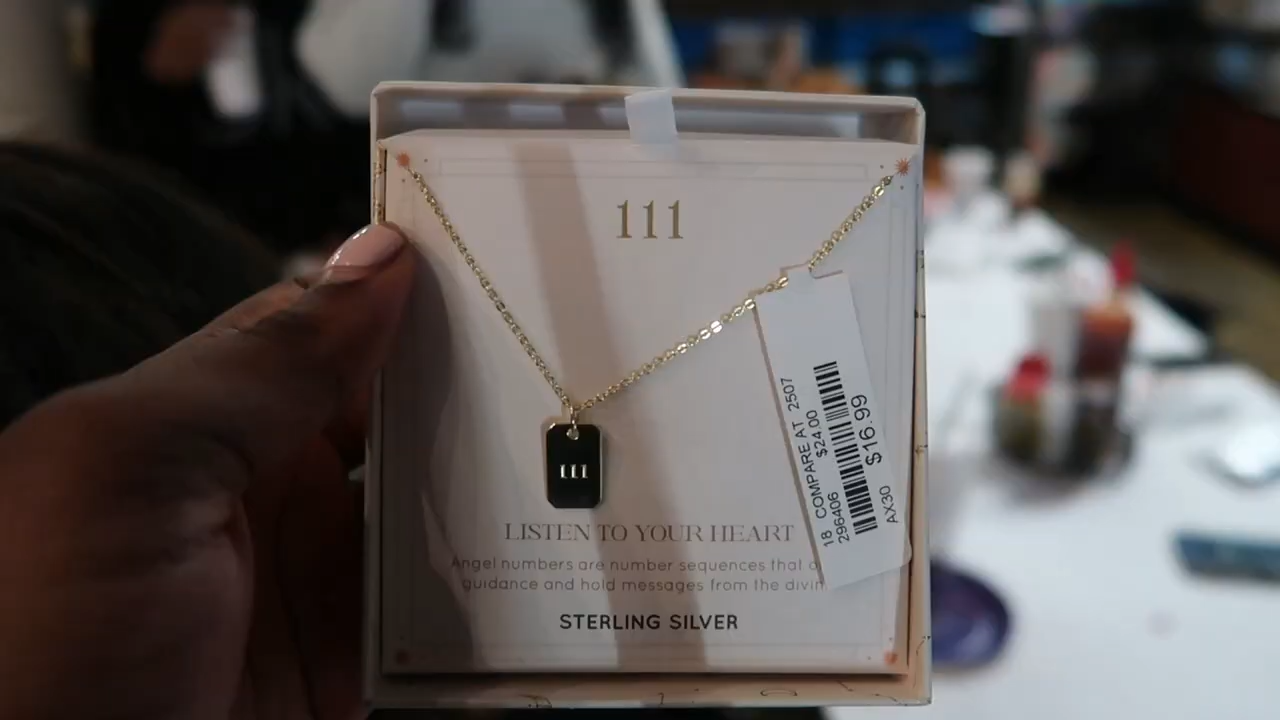 111
111
LISTEN TO YOUR HEART
Angel numbers are number sequences that
guidance and hold messages from the
STERLING SILVER
18 COMPARE AT 2507
296406 $24.00
$16.99
AX30